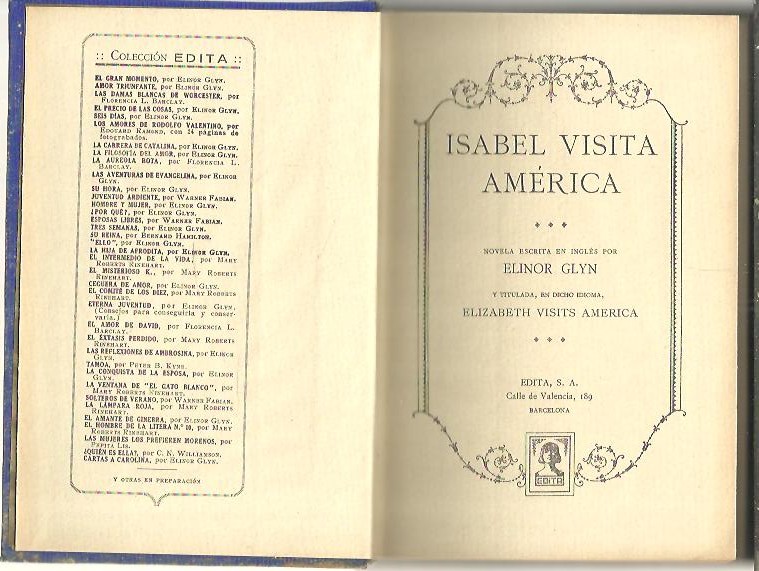 :: Colección EDITA ::
EL GRAN MOMENTO, por Elinor Glyn.
AMOR TRIUNFANTE, por Elinor Glyn.
LAS DAMAS BLANCAS DE WORCESTER, por
Florencia L. Barclay.
EL PRECIO DE LAS COSAS, por Elinor Glyn.
SEIS DÍAS, por Elinor Glyn.
LOS AMORES DE RODOLFO VALENTINO, por
Edouard Ramond, con 24 páginas de
fotograbados.
LA CARRERA DE CATALINA, por Elinor Glyn.
LA FILOSOFÍA DEL AMOR, por Elinor Glyn.
LA AUREOLA ROTA, por Florencia L.
Barclay.
LAS AVENTURAS DE EVANGELINA, por Elinor
Glyn.
SU HORA, por Elinor Glyn.
JUVENTUD ARDIENTE, por Warner Fabian.
HOMBRE Y MUJER, por Elinor Glyn.
¿POR QUÉ?, por Elinor Glyn.
ESPOSAS LIBRES, por Warner Fabian.
TRES SEMANAS, por Elinor Glyn.
SU REINA, por Bernard Hamilton.
"ELLO", por Elinor Glyn.
LA HIJA DE AFRODITA, por Elinor Glyn.
EL INTERMEDIO DE LA VIDA, por Mary
Roberts Rinehart.
EL MISTERIOSO K., por Mary Roberts
Rinehart.
CEGUERA DE AMOR, por Elinor Glyn.
EL COMITÉ DE LOS DIEZ, por Mary Roberts
Rinehart.
ETERNA JUVENTUD, por Elinor Glyn.
(Consejos para conseguirla y conser-
varla.)
EL AMOR DE DAVID, por Florencia L.
Barclay.
EL ÉXTASIS PERDIDO, por Mary Roberts
Rinehart.
LAS REFLEXIONES DE AMBROSINA, por Elinor
Glyn.
TAMOA, por Peter B. Kyne.
LA CONQUISTA DE LA ESPOSA, por Elinor
Glyn.
LA VENTANA DE "EL GATO BLANCO", por
Mary Roberts Rinehart.
SOLTEROS DE VERANO, por Warner Fabian.
LA LÁMPARA ROJA, por Mary Roberts
Rinehart.
EL AMANTE DE GINEBRA, por Elinor Glyn.
EL HOMBRE DE LA LITERA N.º 10, por Mary
Roberts Rinehart.
LAS MUJERES LOS PREFIEREN MORENOS, por
Pepita Lis.
¿QUIÉN ES ELLA?, por C. N. Williamson.
CARTAS A CAROLINA, por Elinor Glyn.
Y OTRAS EN PREPARACIÓN
ISABEL VISITA
AMÉRICA
NOVELA ESCRITA EN INGLÉS POR
ELINOR GLYN
Y TITULADA, EN DICHO IDIOMA,
ELIZABETH VISITS AMERICA
EDITA, S. A.
Calle de Valencia, 189
BARCELONA
EDITA